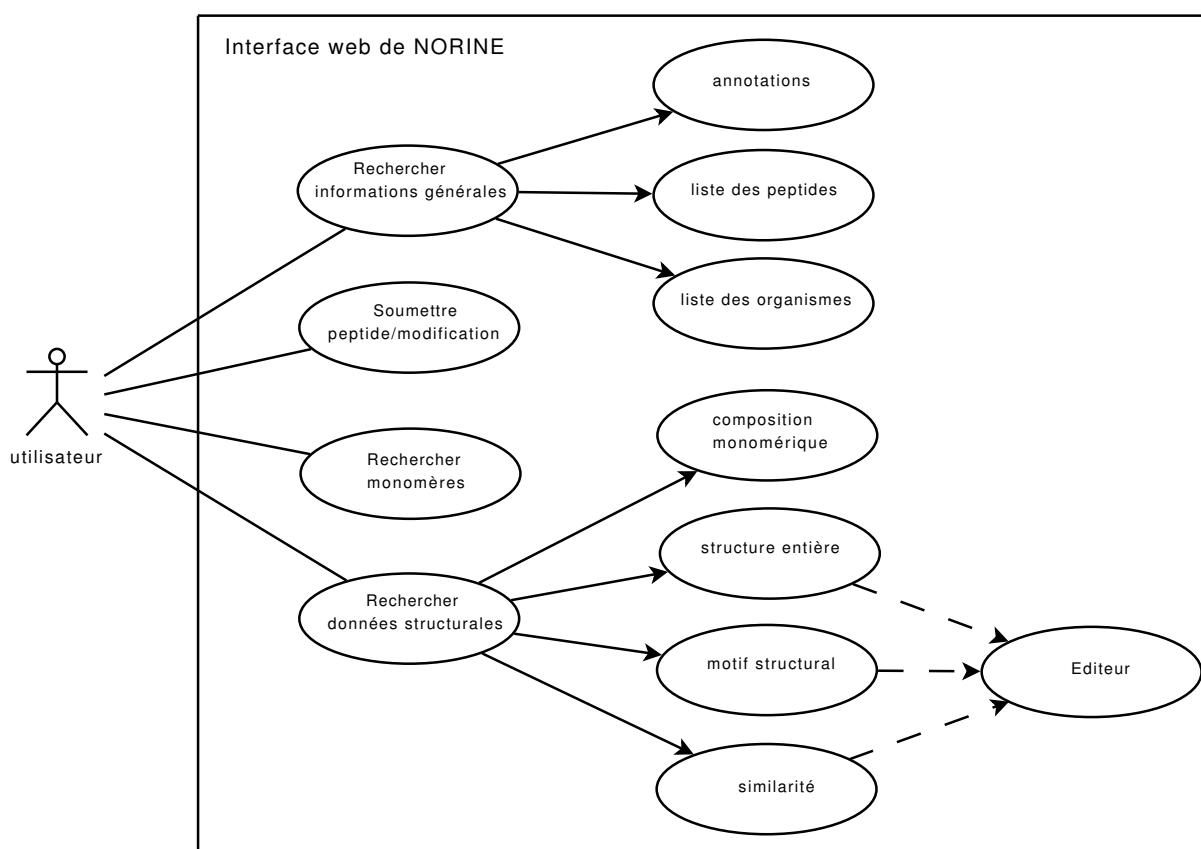 Interface web de NORINE
annotations
Rechercher
informations générales
liste des peptides
liste des organismes
Soumettre
peptide/modification
utilisateur
Rechercher
monomères
composition
monomérique
structure entière
Rechercher
données structurales
motif structural
Editeur
similarité